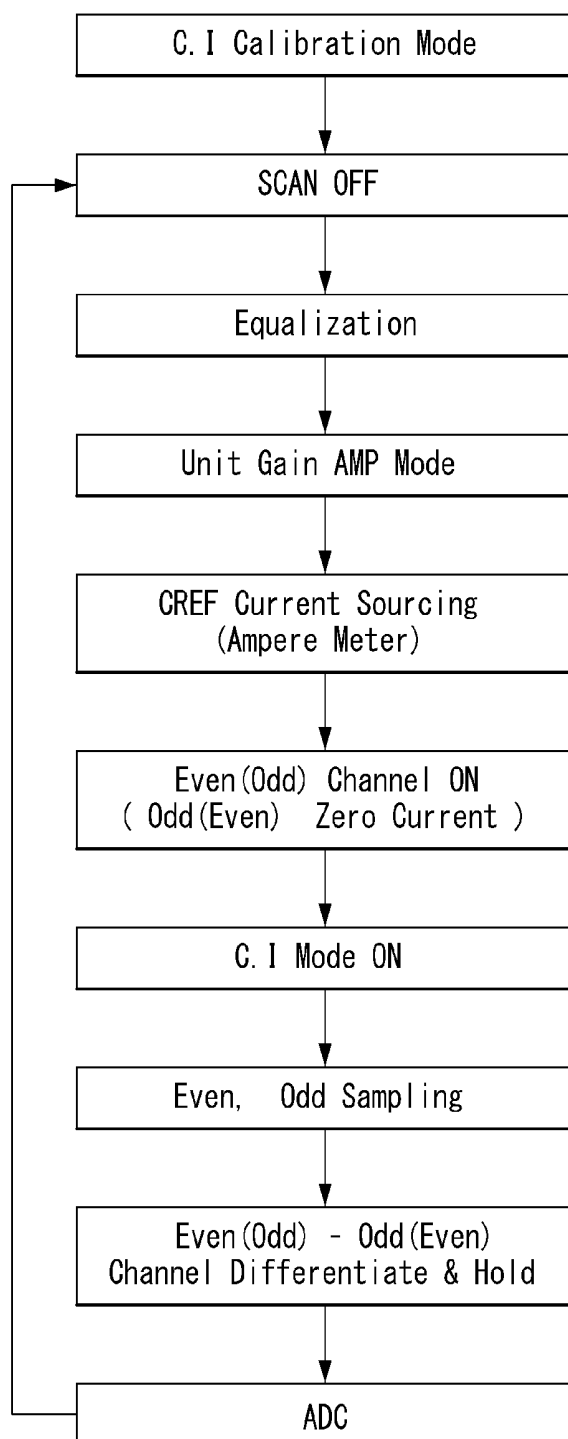 C.I Calibration Mode
SCAN OFF
Equalization
Unit Gain AMP Mode
CREF Current Sourcing
(Ampere Meter)
Even(Odd) Channel ON
( Odd(Even) Zero Current )
C.I Mode ON
Even, Odd Sampling
Even(Odd) - Odd(Even)
Channel Differentiate & Hold
ADC